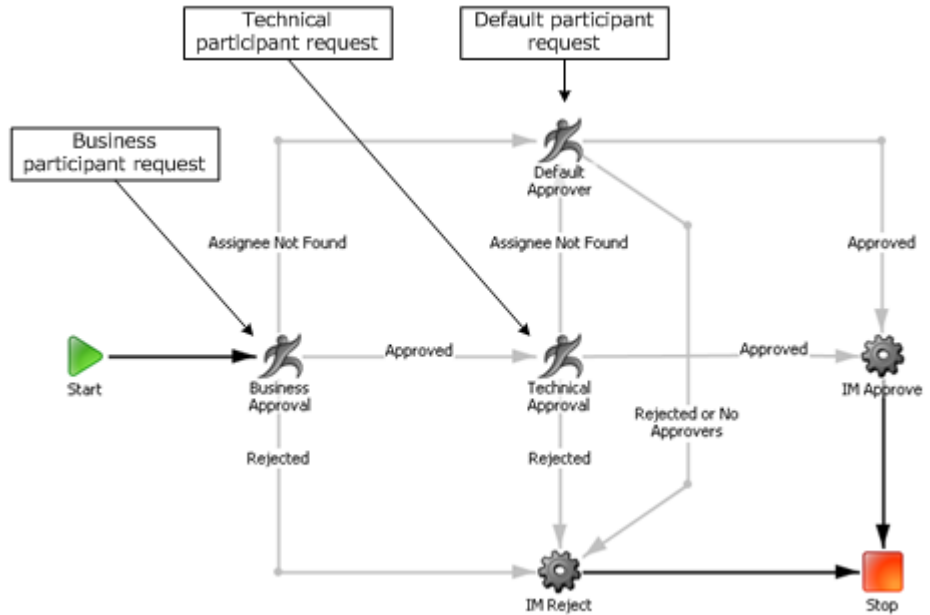 Technical
participant request
Default participant
request
Business
participant request
Default
Approver
Assignee Not Found
Assignee Not Found
Approved
Start
Business
Approval
Approved
Technical
Approval
Approved
IM Approve
Rejected or No
Approvers
Rejected
Rejected
IM Reject
Stop